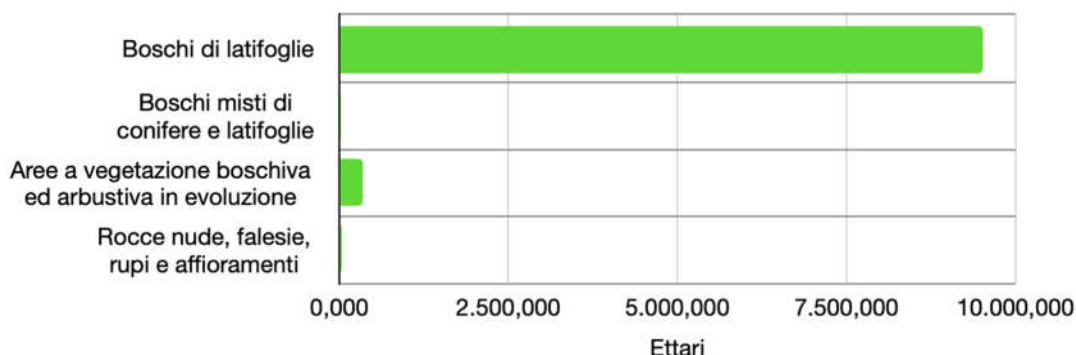 Boschi di latifoglie
Boschi misti di
conifere e latifoglie
Aree a vegetazione boschiva
ed arbustiva in evoluzione
Rocce nude, falesie,
rupi e affioramenti
0,000 2.500,000 5.000,000 7.500,000 10.000,000
Ettari